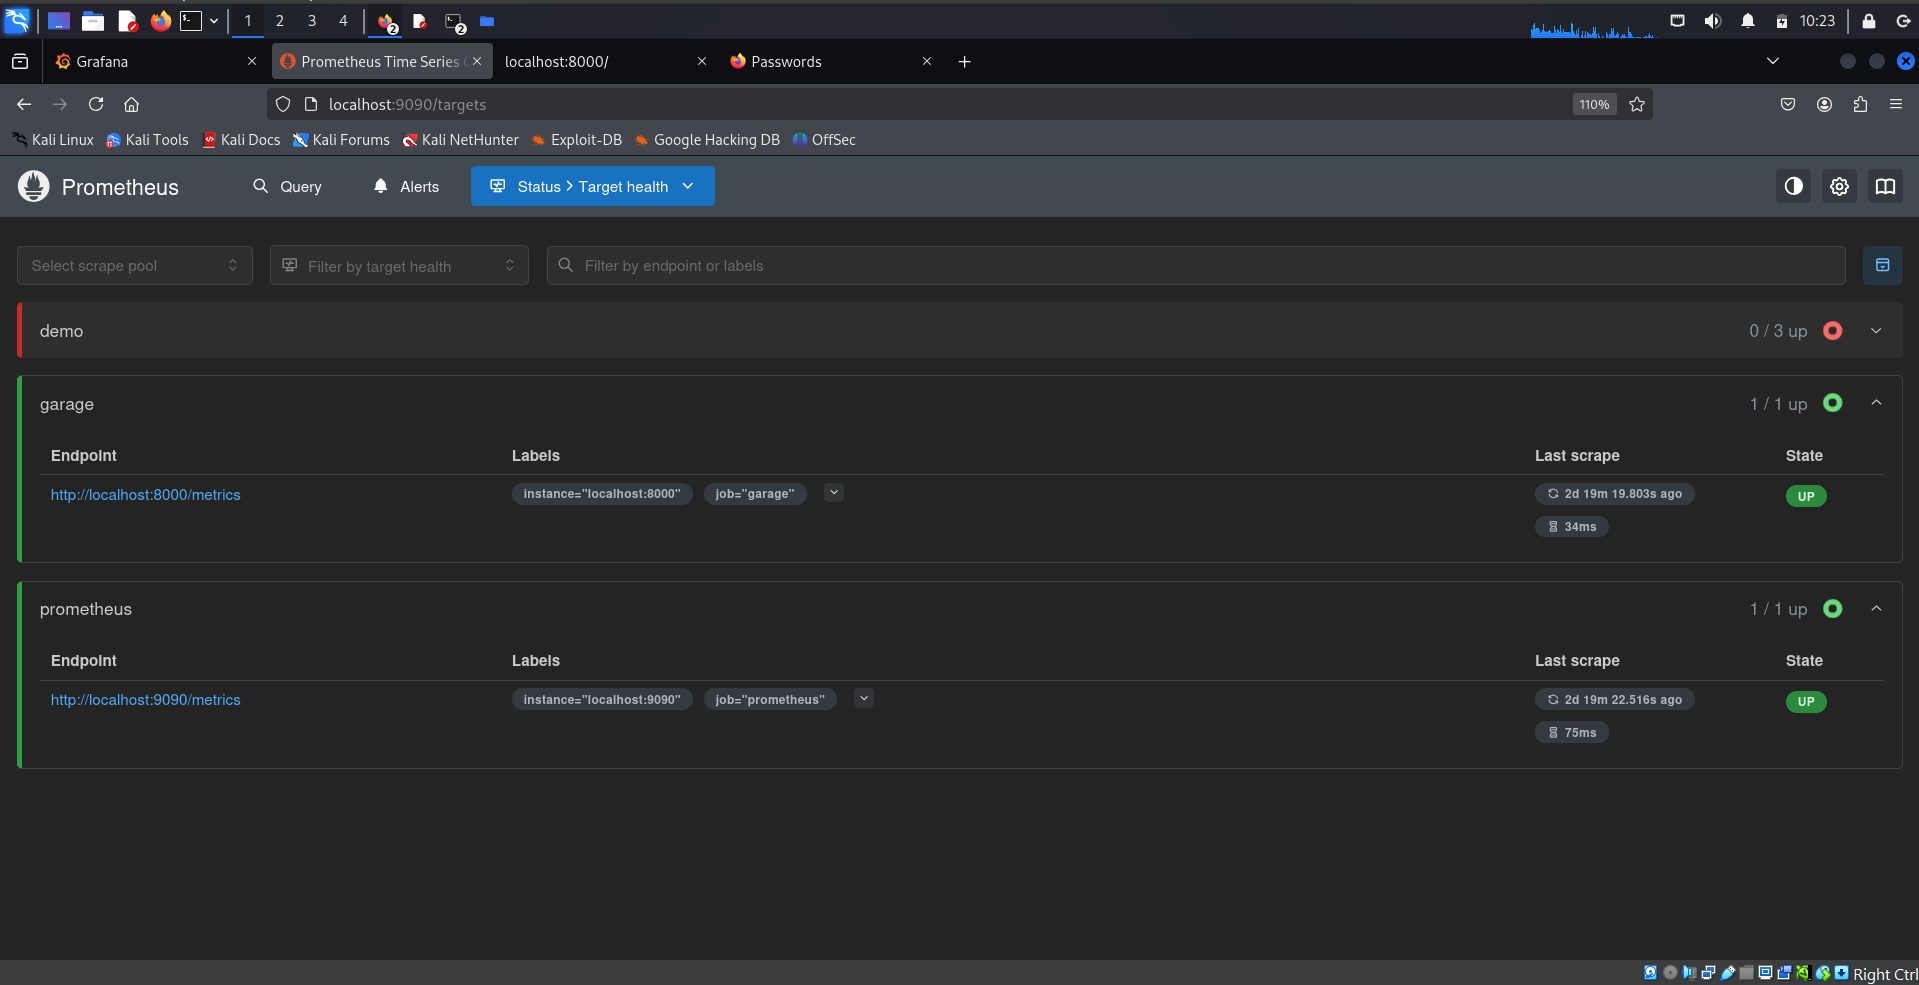 1 2 3 4 2 2 10:23
Grafana Prometheus Time Series localhost:8000/ Passwords
localhost:9090/targets 110%
Kali Linux Kali Tools Kali Docs Kali Forums Kali NetHunter Exploit-DB Google Hacking DB OffSec
Prometheus Query Alerts Status > Target health
Select scrape pool Filter by target health Filter by endpoint or labels
demo 0 / 3 up
garage 1 / 1 up
Endpoint Labels Last scrape State
http://localhost:8000/metrics instance="localhost:8000" job="garage" 2d 19m 19.803s ago UP
34ms
prometheus 1 / 1 up
Endpoint Labels Last scrape State
http://localhost:9090/metrics instance="localhost:9090" job="prometheus" 2d 19m 22.516s ago UP
75ms
Right Ctrl